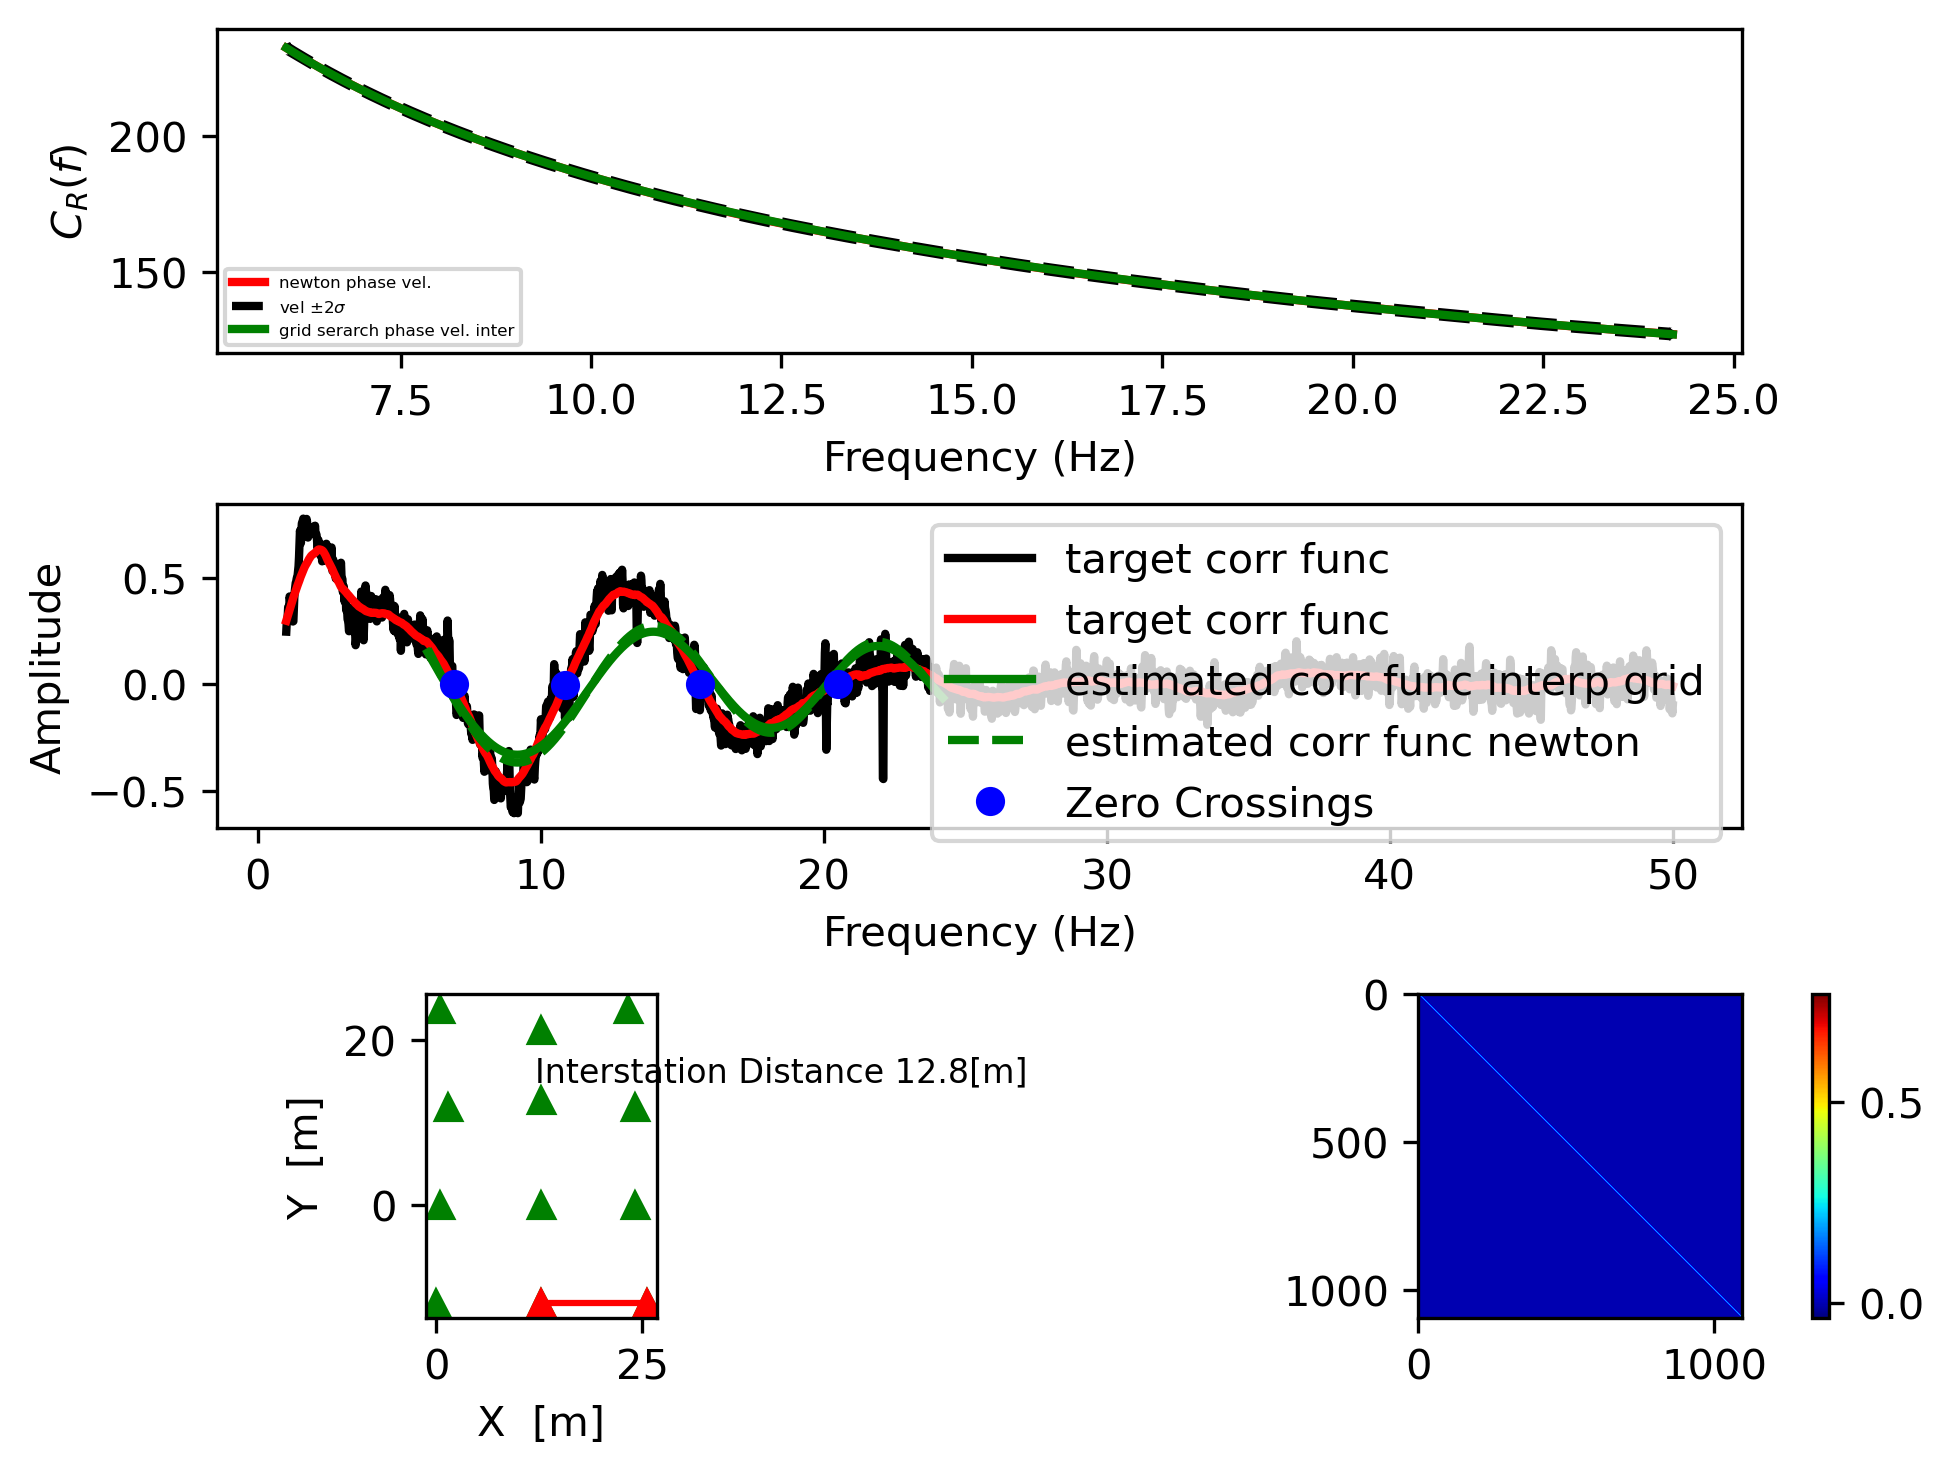 200
150
C_R(f)
newton phase vel.
vel ±2σ
grid serarch phase vel. inter
7.5 10.0 12.5 15.0 17.5 20.0 22.5 25.0
Frequency (Hz)
0.5
0.0
−0.5
Amplitude
target corr func
target corr func
estimated corr func interp grid
estimated corr func newton
Zero Crossings
0 10 20 30 40 50
Frequency (Hz)
20
0
Y [m]
Interstation Distance 12.8[m]
0 25
X [m]
0
500
1000
0 1000
0.5
0.0